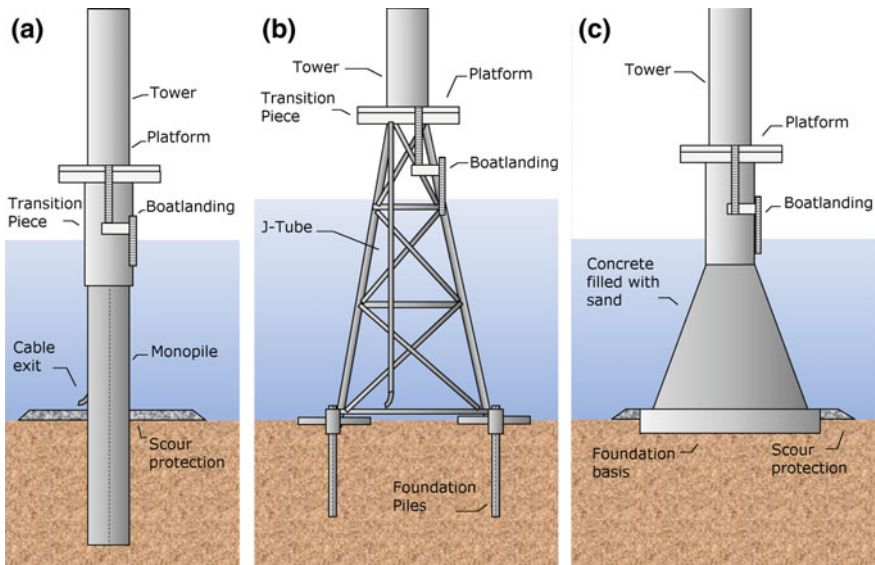 (a)
Tower
Platform
Transition
Piece
Boatlanding
Cable
exit
Monopile
Scour
protection
(b)
Tower
Platform
Transition
Piece
Boatlanding
J-Tube
Foundation
Piles
(c)
Tower
Platform
Boatlanding
Concrete
filled with
sand
Foundation
basis
Scour
protection